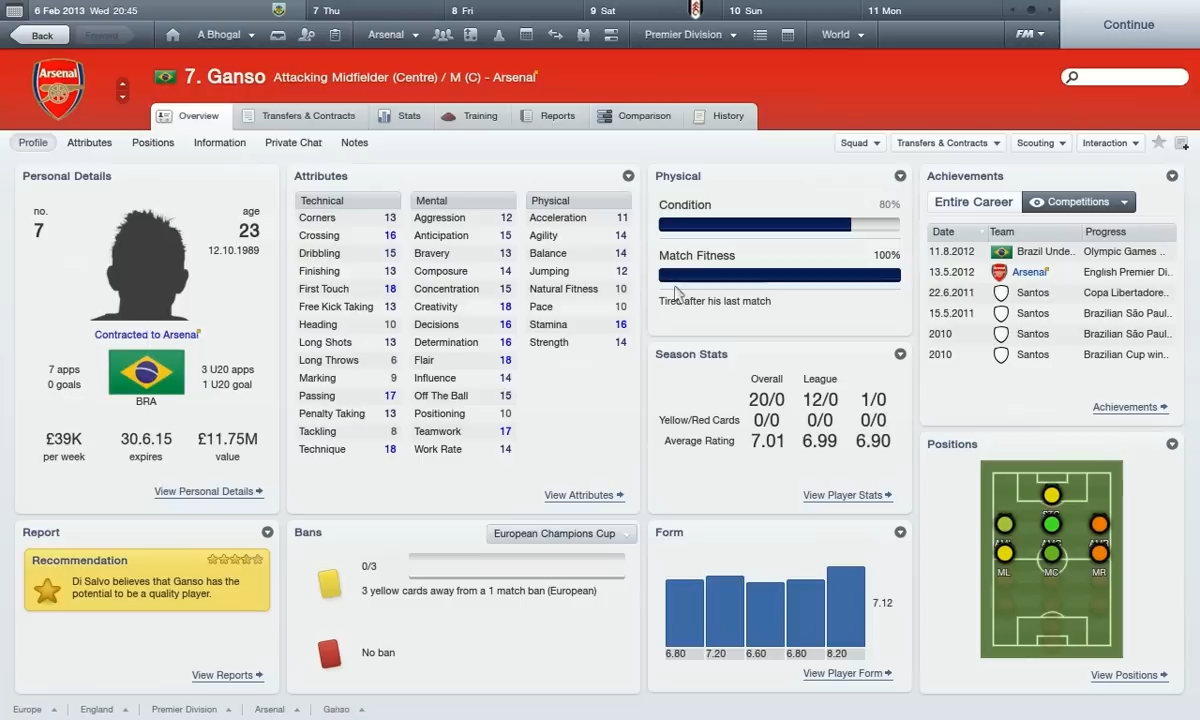 6 Feb 2013 Wed 20:45 7 Thu 8 Fri 9 Sat 10 Sun 11 Mon
Continue
Back Forward A Bhogal Arsenal Premier Division World FM
Arsenal
7. Ganso Attacking Midfielder (Centre) / M (C) - Arsenal
Overview Transfers & Contracts Stats Training Reports Comparison History
Profile Attributes Positions Information Private Chat Notes Squad Transfers & Contracts Scouting Interaction
Personal Details
no. age
7 23
12.10.1989
Contracted to Arsenal
7 apps 3 U20 apps
0 goals 1 U20 goal
BRA
£39K 30.6.15 £11.75M
per week expires value
View Personal Details
Attributes
Technical Mental Physical
Corners 13 Aggression 12 Acceleration 11
Crossing 16 Anticipation 15 Agility 14
Dribbling 15 Bravery 13 Balance 14
Finishing 13 Composure 14 Jumping 12
First Touch 18 Concentration 15 Natural Fitness 10
Free Kick Taking 13 Creativity 18 Pace 10
Heading 10 Decisions 16 Stamina 16
Long Shots 13 Determination 16 Strength 14
Long Throws 6 Flair 18
Marking 9 Influence 14
Passing 17 Off The Ball 15
Penalty Taking 13 Positioning 10
Tackling 8 Teamwork 17
Technique 18 Work Rate 14
View Attributes
Physical
Condition 80%
Match Fitness 100%
Tired after his last match
Season Stats
Overall League
20/0 12/0 1/0
Yellow/Red Cards 0/0 0/0 0/0
Average Rating 7.01 6.99 6.90
View Player Stats
Achievements
Entire Career Competitions
Date Team Progress
11.8.2012 Brazil Unde.. Olympic Games ..
13.5.2012 Arsenal English Premier Di..
22.6.2011 Santos Copa Libertadore..
15.5.2011 Santos Brazilian São Paul..
2010 Santos Brazilian São Paul..
2010 Santos Brazilian Cup win..
Achievements
Positions
ML MC MR
View Positions
Report
Recommendation
Di Salvo believes that Ganso has the
potential to be a quality player.
View Reports
Bans European Champions Cup
0/3
3 yellow cards away from a 1 match ban (European)
No ban
Form
7.12
6.80 7.20 6.60 6.80 8.20
View Player Form
Europe England Premier Division Arsenal Ganso